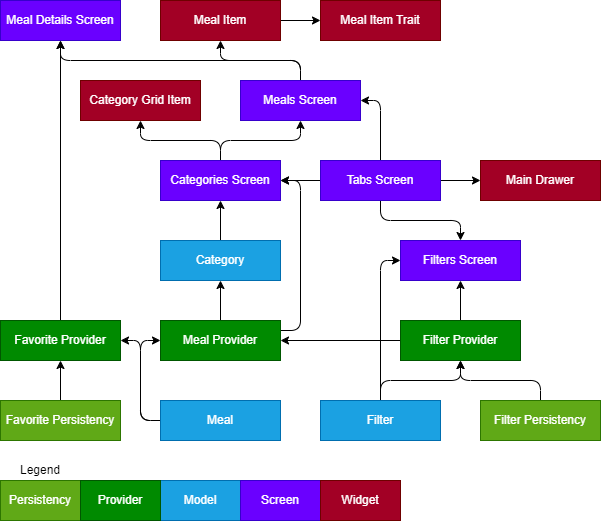 Meal Details Screen
Meal Item
Meal Item Trait
Category Grid Item
Meals Screen
Categories Screen
Tabs Screen
Main Drawer
Category
Filters Screen
Favorite Provider
Meal Provider
Filter Provider
Favorite Persistency
Meal
Filter
Filter Persistency
Legend
Persistency
Provider
Model
Screen
Widget